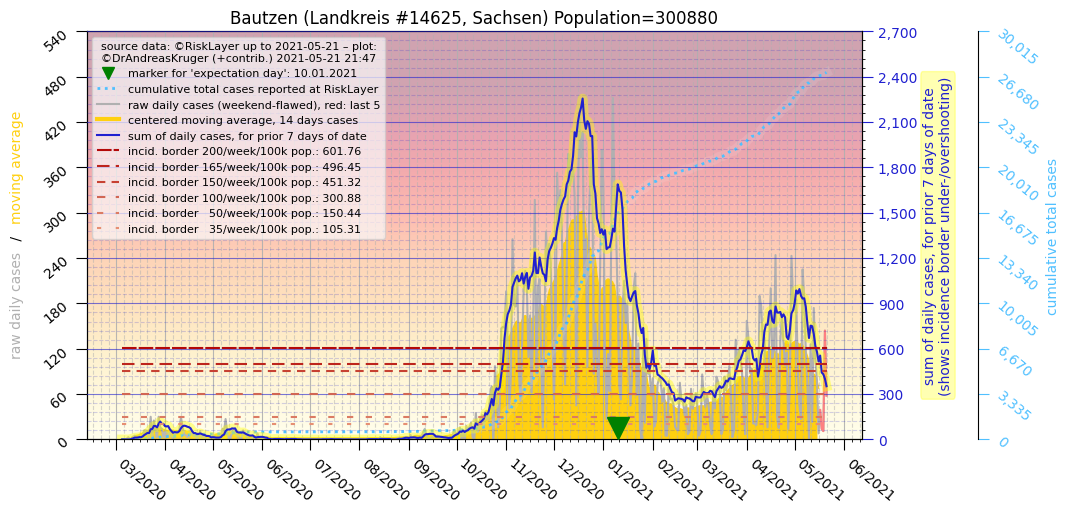 Bautzen (Landkreis #14625, Sachsen) Population=300880
source data: ©RiskLayer up to 2021-05-21 – plot:
©DrAndreasKruger (+contrib.) 2021-05-21 21:47
marker for 'expectation day': 10.01.2021
cumulative total cases reported at RiskLayer
raw daily cases (weekend-flawed), red: last 5
centered moving average, 14 days cases
sum of daily cases, for prior 7 days of date
incid. border 200/week/100k pop.: 601.76
incid. border 165/week/100k pop.: 496.45
incid. border 150/week/100k pop.: 451.32
incid. border 100/week/100k pop.: 300.88
incid. border   50/week/100k pop.: 150.44
incid. border   35/week/100k pop.: 105.31
raw daily cases / moving average
540
480
420
360
300
240
180
120
60
0
03/2020
04/2020
05/2020
06/2020
07/2020
08/2020
09/2020
10/2020
11/2020
12/2020
01/2021
02/2021
03/2021
04/2021
05/2021
06/2021
2,700
2,400
2,100
1,800
1,500
1,200
900
600
300
0
sum of daily cases, for prior 7 days of date
(shows incidence border under-/overshooting)
30,015
26,680
23,345
20,010
16,675
13,340
10,005
6,670
3,335
0
cumulative total cases